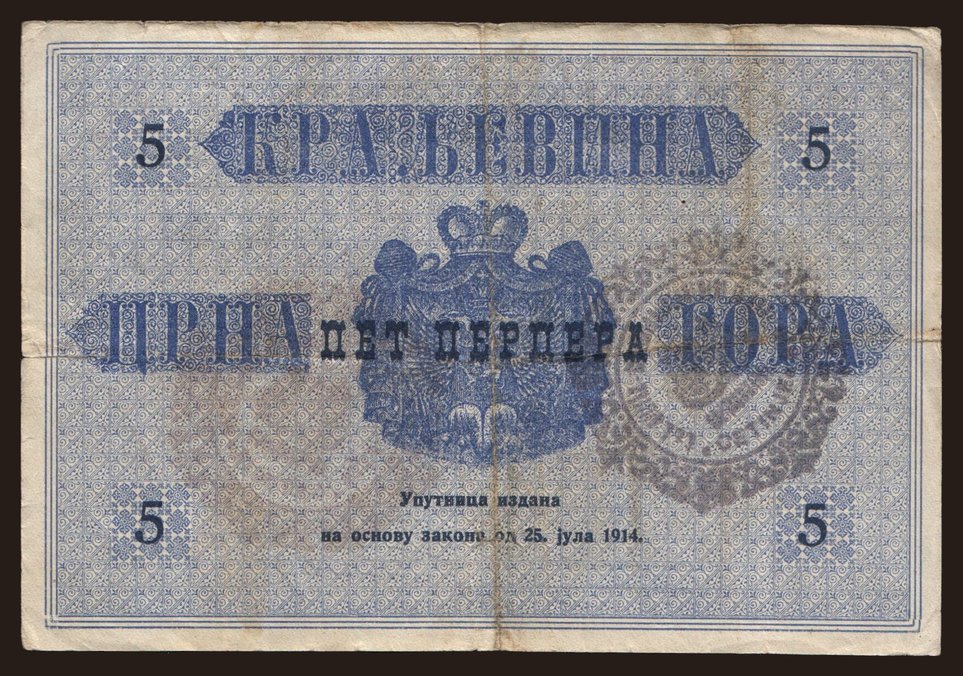 5 КРАЉЕВИНА 5
ЦРНА ПЕТ ПЕРПЕРА ГОРА
Упутница издана
на основу закона од 25. јула 1914.
5 5